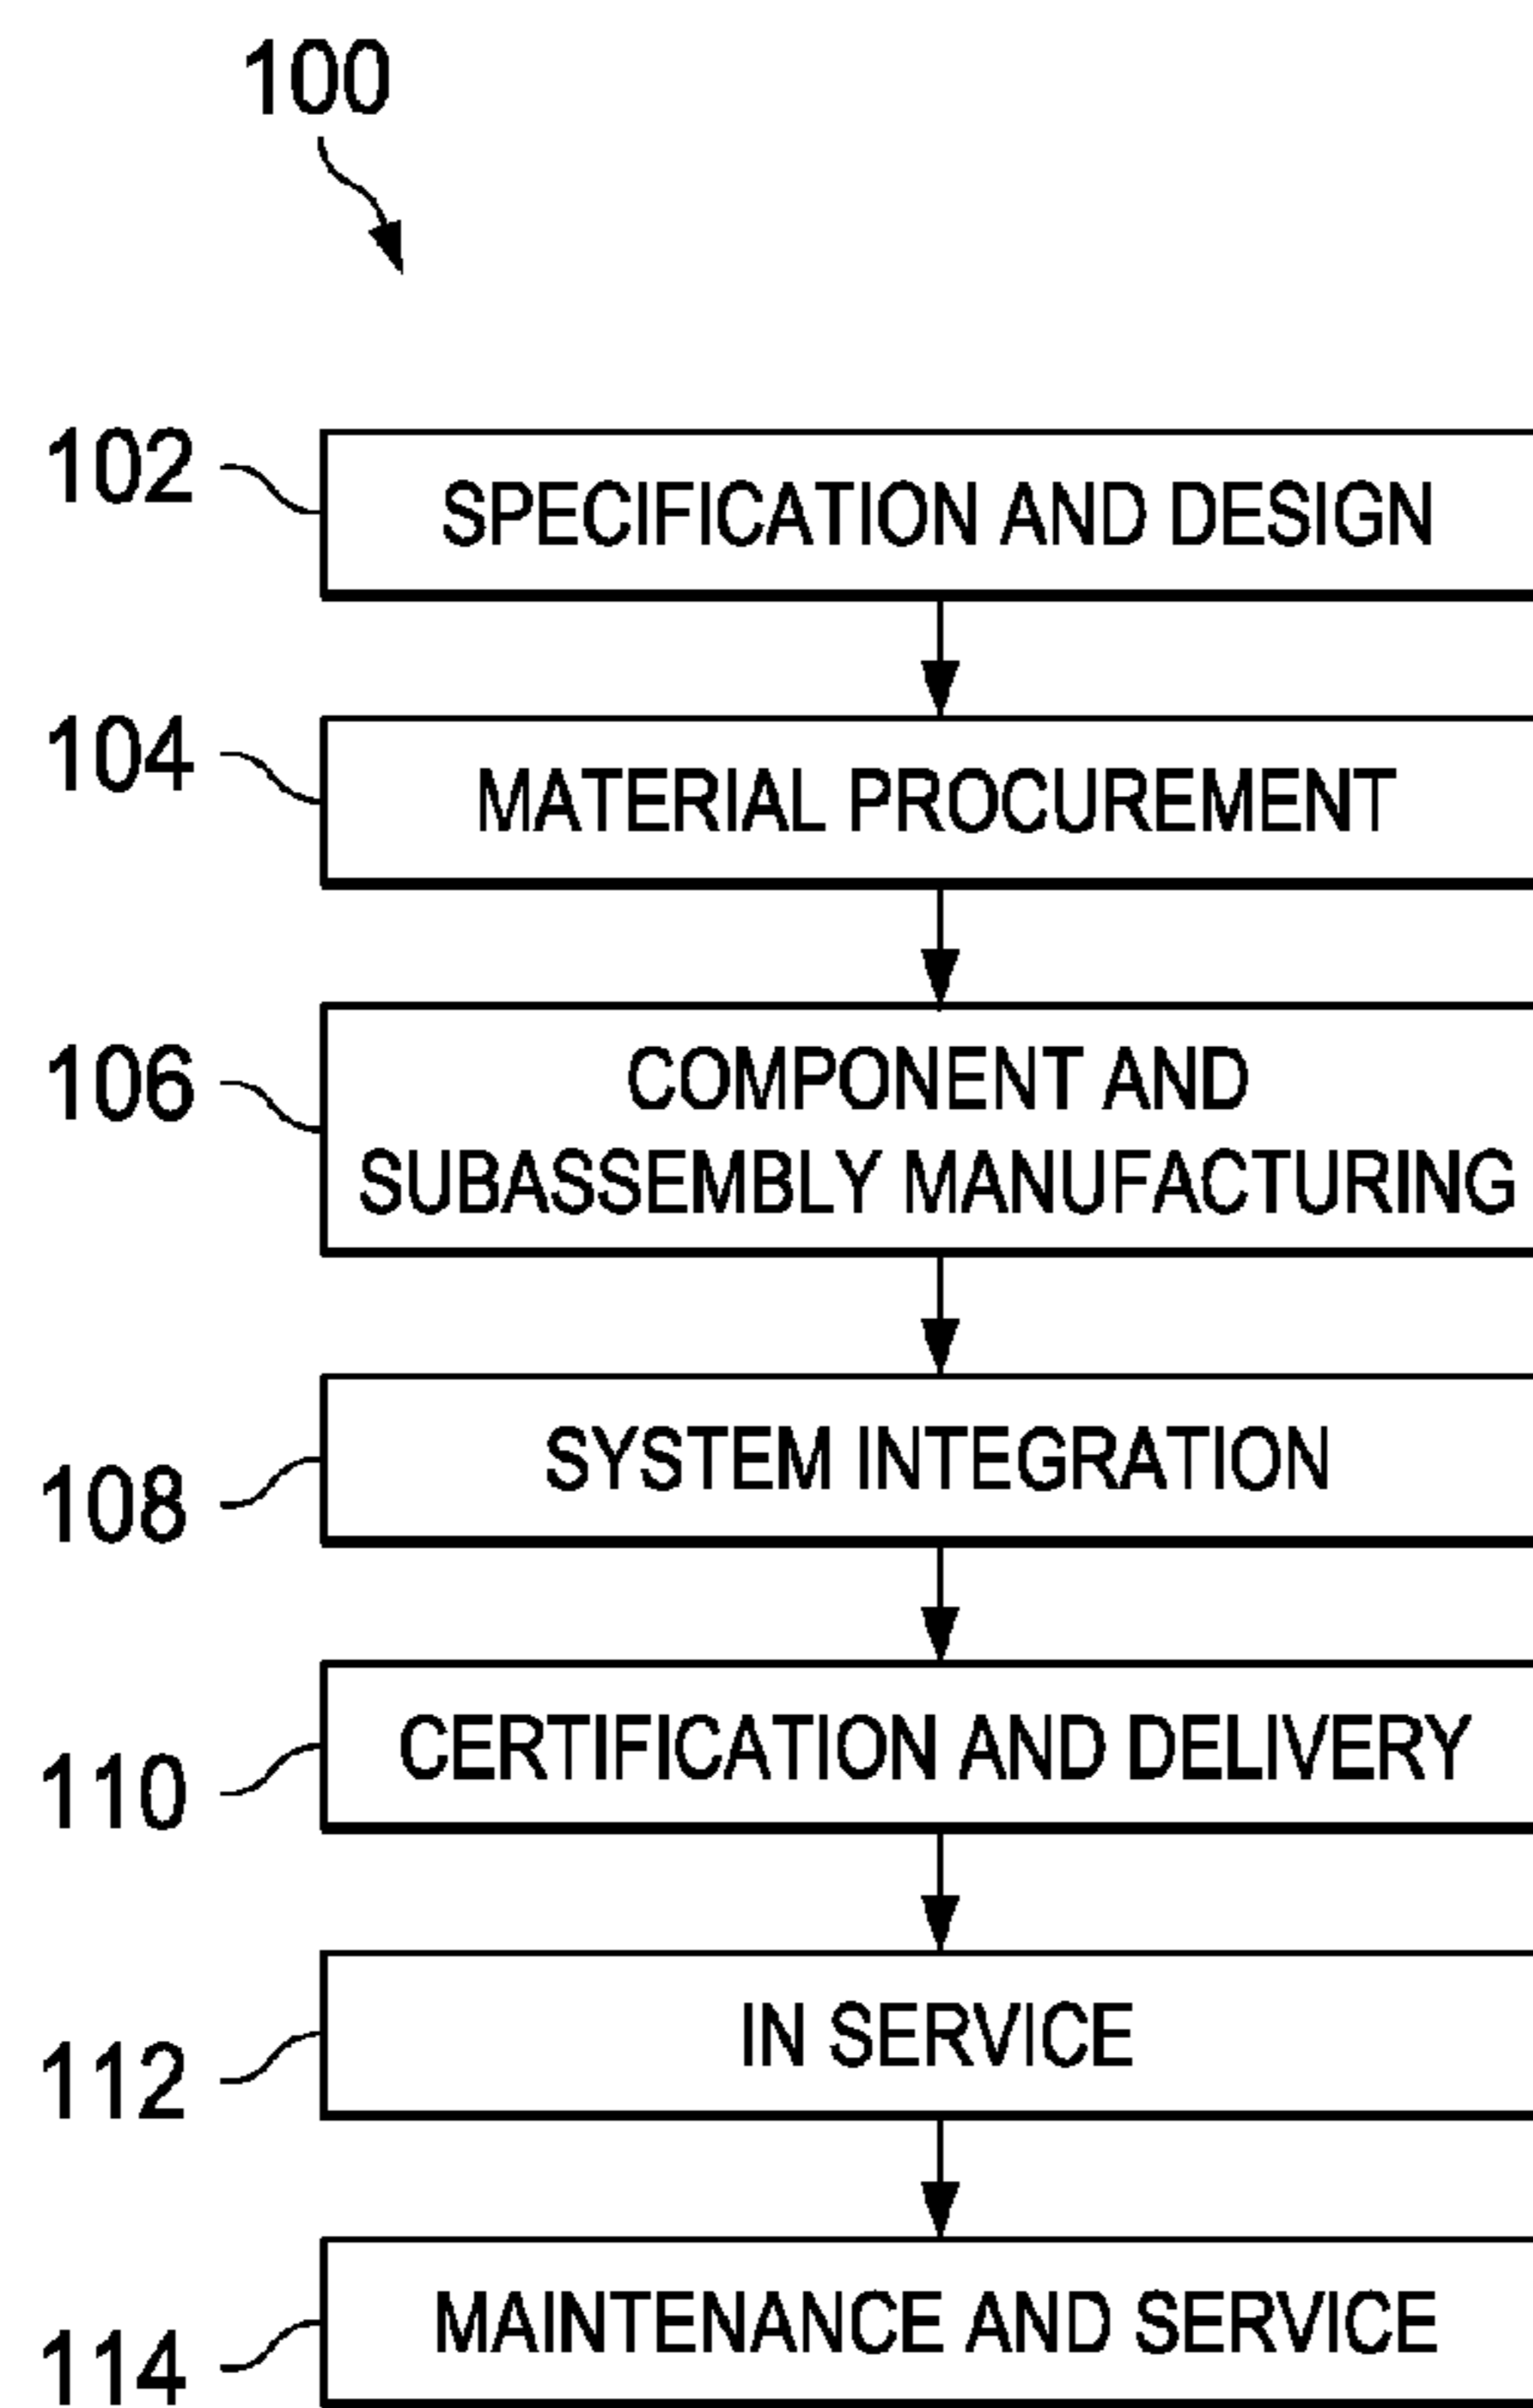 100
102
SPECIFICATION AND DESIGN
104
MATERIAL PROCUREMENT
106
COMPONENT AND
SUBASSEMBLY MANUFACTURING
108
SYSTEM INTEGRATION
110
CERTIFICATION AND DELIVERY
112
IN SERVICE
114
MAINTENANCE AND SERVICE